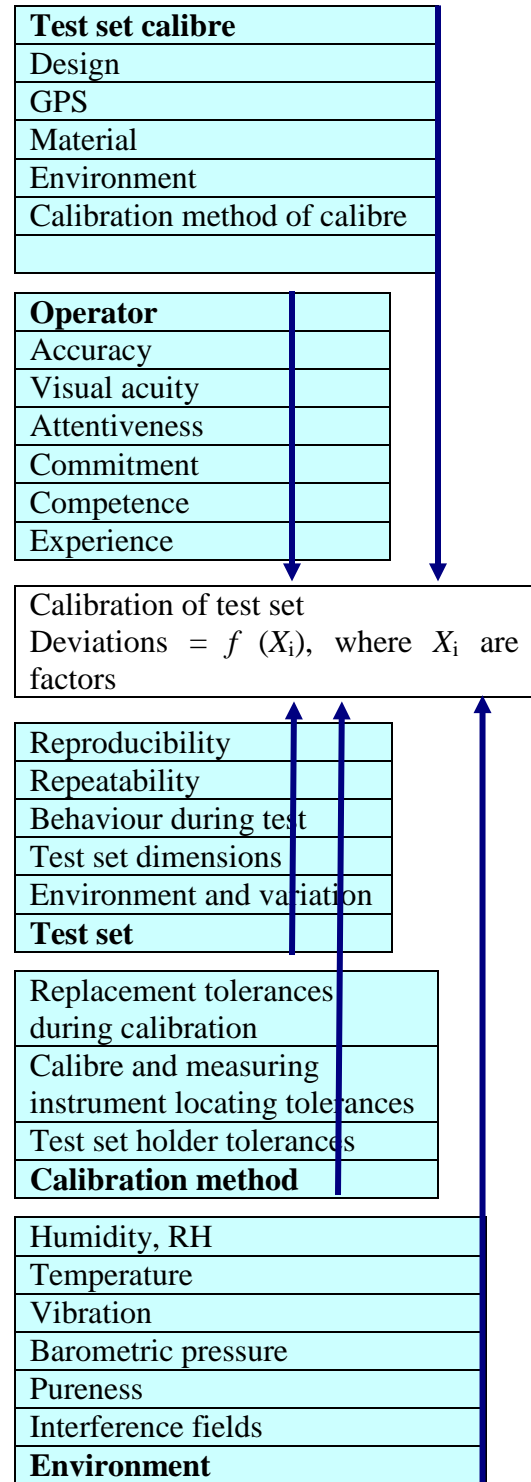 Test set calibre
Design
GPS
Material
Environment
Calibration method of calibre
Operator
Accuracy
Visual acuity
Attentiveness
Commitment
Competence
Experience
Calibration of test set
Deviations = f (Xi), where Xi are
factors
Reproducibility
Repeatability
Behaviour during test
Test set dimensions
Environment and variation
Test set
Replacement tolerances
during calibration
Calibre and measuring
instrument locating tolerances
Test set holder tolerances
Calibration method
Humidity, RH
Temperature
Vibration
Barometric pressure
Pureness
Interference fields
Environment